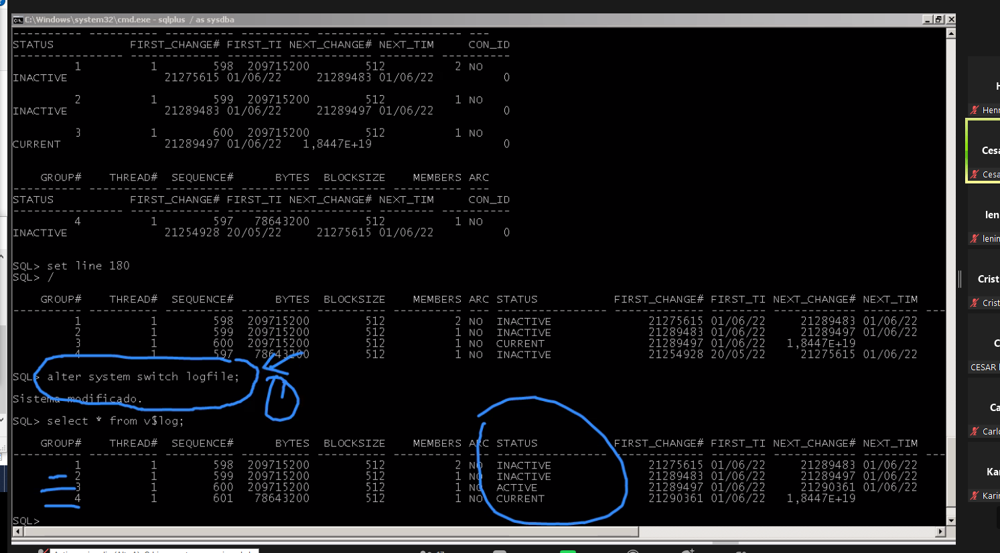 C:\Windows\system32\cmd.exe - sqlplus / as sysdba
---------- ---------- ---------- ---------- ---------- ---------- ---
STATUS FIRST_CHANGE# FIRST_TI NEXT_CHANGE# NEXT_TIM CON_ID
---------------- ------------- -------- ------------ -------- ----------
1 1 598 209715200 512 2 NO
INACTIVE 21275615 01/06/22 21289483 01/06/22 0
2 1 599 209715200 512 1 NO
INACTIVE 21289483 01/06/22 21289497 01/06/22 0
3 1 600 209715200 512 1 NO
CURRENT 21289497 01/06/22 1,8447E+19 0
GROUP# THREAD# SEQUENCE# BYTES BLOCKSIZE MEMBERS ARC
---------- ---------- ---------- ---------- ---------- ---------- ---
STATUS FIRST_CHANGE# FIRST_TI NEXT_CHANGE# NEXT_TIM CON_ID
---------------- ------------- -------- ------------ -------- ----------
4 1 597 78643200 512 1 NO
INACTIVE 21254928 20/05/22 21275615 01/06/22 0
SQL> set line 180
SQL> /
GROUP# THREAD# SEQUENCE# BYTES BLOCKSIZE MEMBERS ARC STATUS FIRST_CHANGE# FIRST_TI NEXT_CHANGE# NEXT_TIM
---------- ---------- ---------- ---------- ---------- ---------- --- ---------------- ------------- -------- ------------ -------- ---
1 1 598 209715200 512 2 NO INACTIVE 21275615 01/06/22 21289483 01/06/22
2 1 599 209715200 512 1 NO INACTIVE 21289483 01/06/22 21289497 01/06/22
3 1 600 209715200 512 1 NO CURRENT 21289497 01/06/22 1,8447E+19
4 1 597 78643200 512 1 NO INACTIVE 21254928 20/05/22 21275615 01/06/22
SQL> alter system switch logfile;
Sistema modificado.
SQL> select * from v$log;
GROUP# THREAD# SEQUENCE# BYTES BLOCKSIZE MEMBERS ARC STATUS FIRST_CHANGE# FIRST_TI NEXT_CHANGE# NEXT_TIM
---------- ---------- ---------- ---------- ---------- ---------- --- ---------------- ------------- -------- ------------ -------- ---
1 1 598 209715200 512 2 NO INACTIVE 21275615 01/06/22 21289483 01/06/22
2 1 599 209715200 512 1 NO INACTIVE 21289483 01/06/22 21289497 01/06/22
3 1 600 209715200 512 1 NO ACTIVE 21289497 01/06/22 21290361 01/06/22
4 1 601 78643200 512 1 NO CURRENT 21290361 01/06/22 1,8447E+19
SQL>
H
Henr
Cesa
Cesa
len
lenin
Crist
Crist
C
CESAR
Ca
Carlo
Ka
Karin